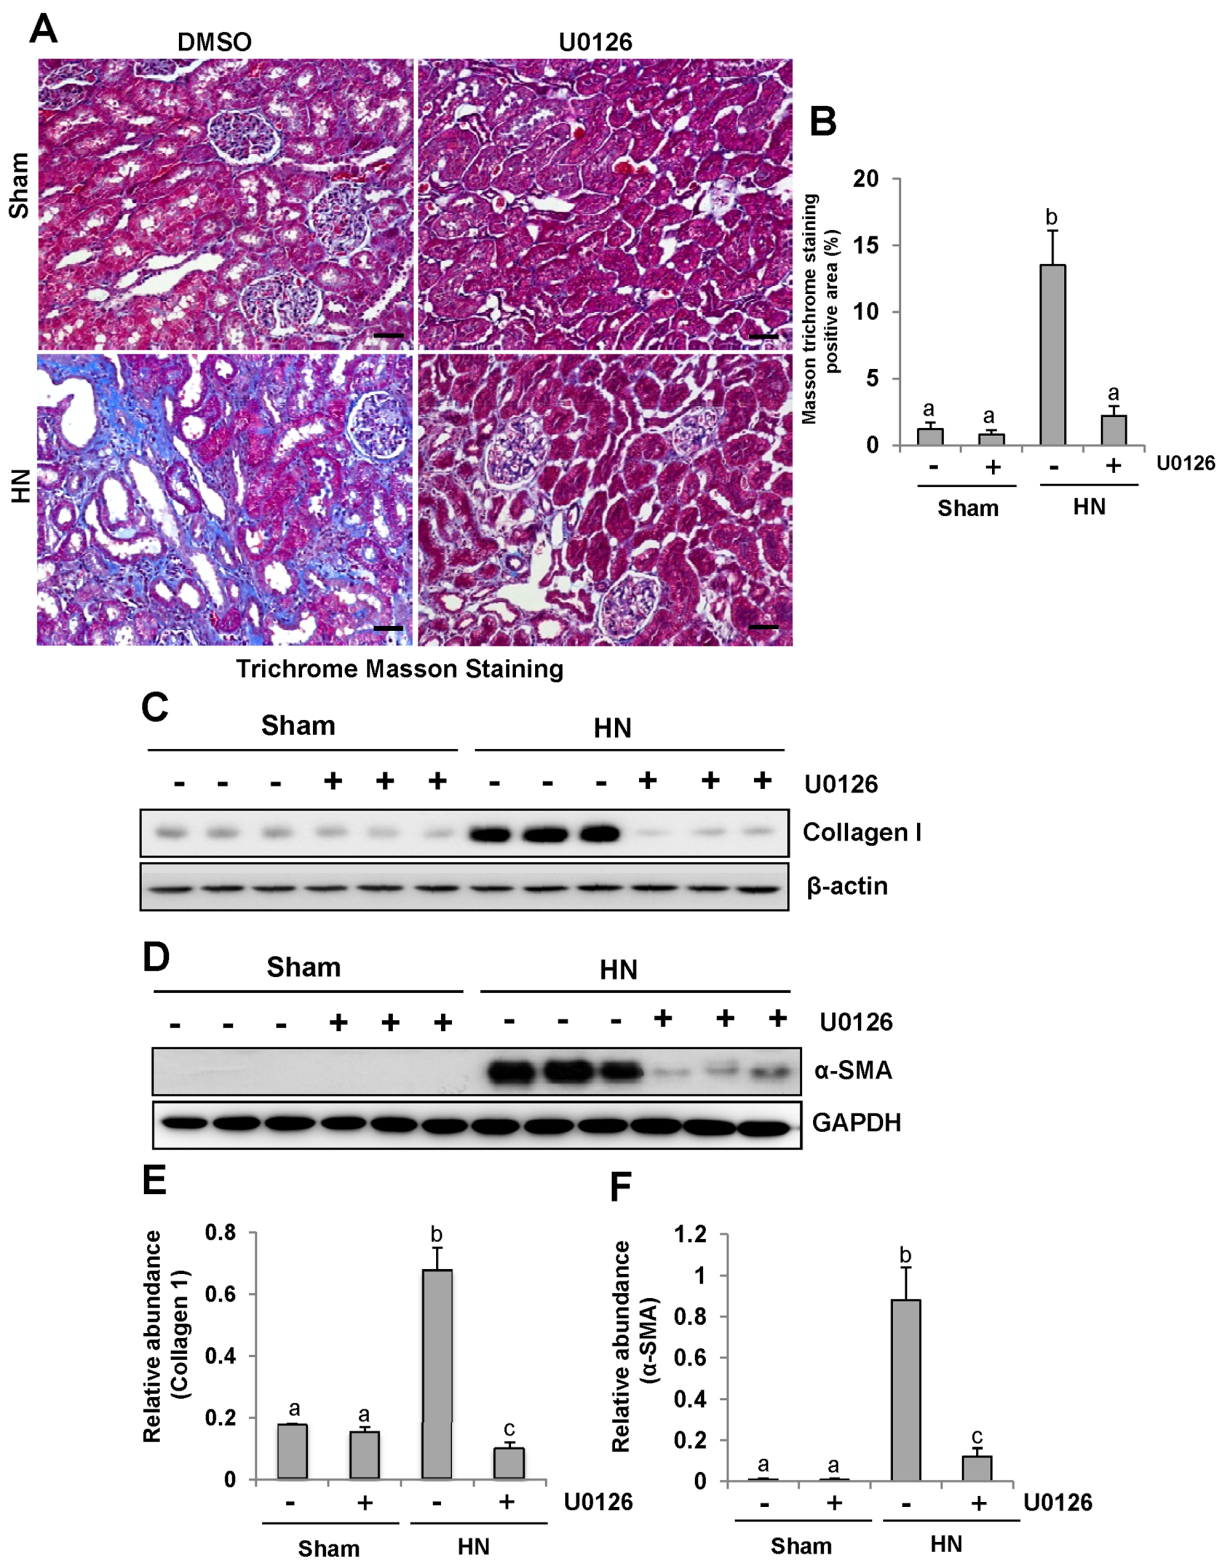 A
DMSO U0126
Sham
HN
Trichrome Masson Staining
B
Masson trichrome staining
positive area (%)
20
15
10
5
0
a a b a
- + - + U0126
Sham HN
C
Sham HN
- - - + + + - - - + + + U0126
Collagen I
β-actin
D
Sham HN
- - - + + + - - - + + + U0126
α-SMA
GAPDH
E
Relative abundance
(Collagen 1)
0.8
0.6
0.4
0.2
0
a a b c
- + - + U0126
Sham HN
F
Relative abundance
(α-SMA)
1.2
1
0.8
0.6
0.4
0.2
0
a a b c
- + - + U0126
Sham HN